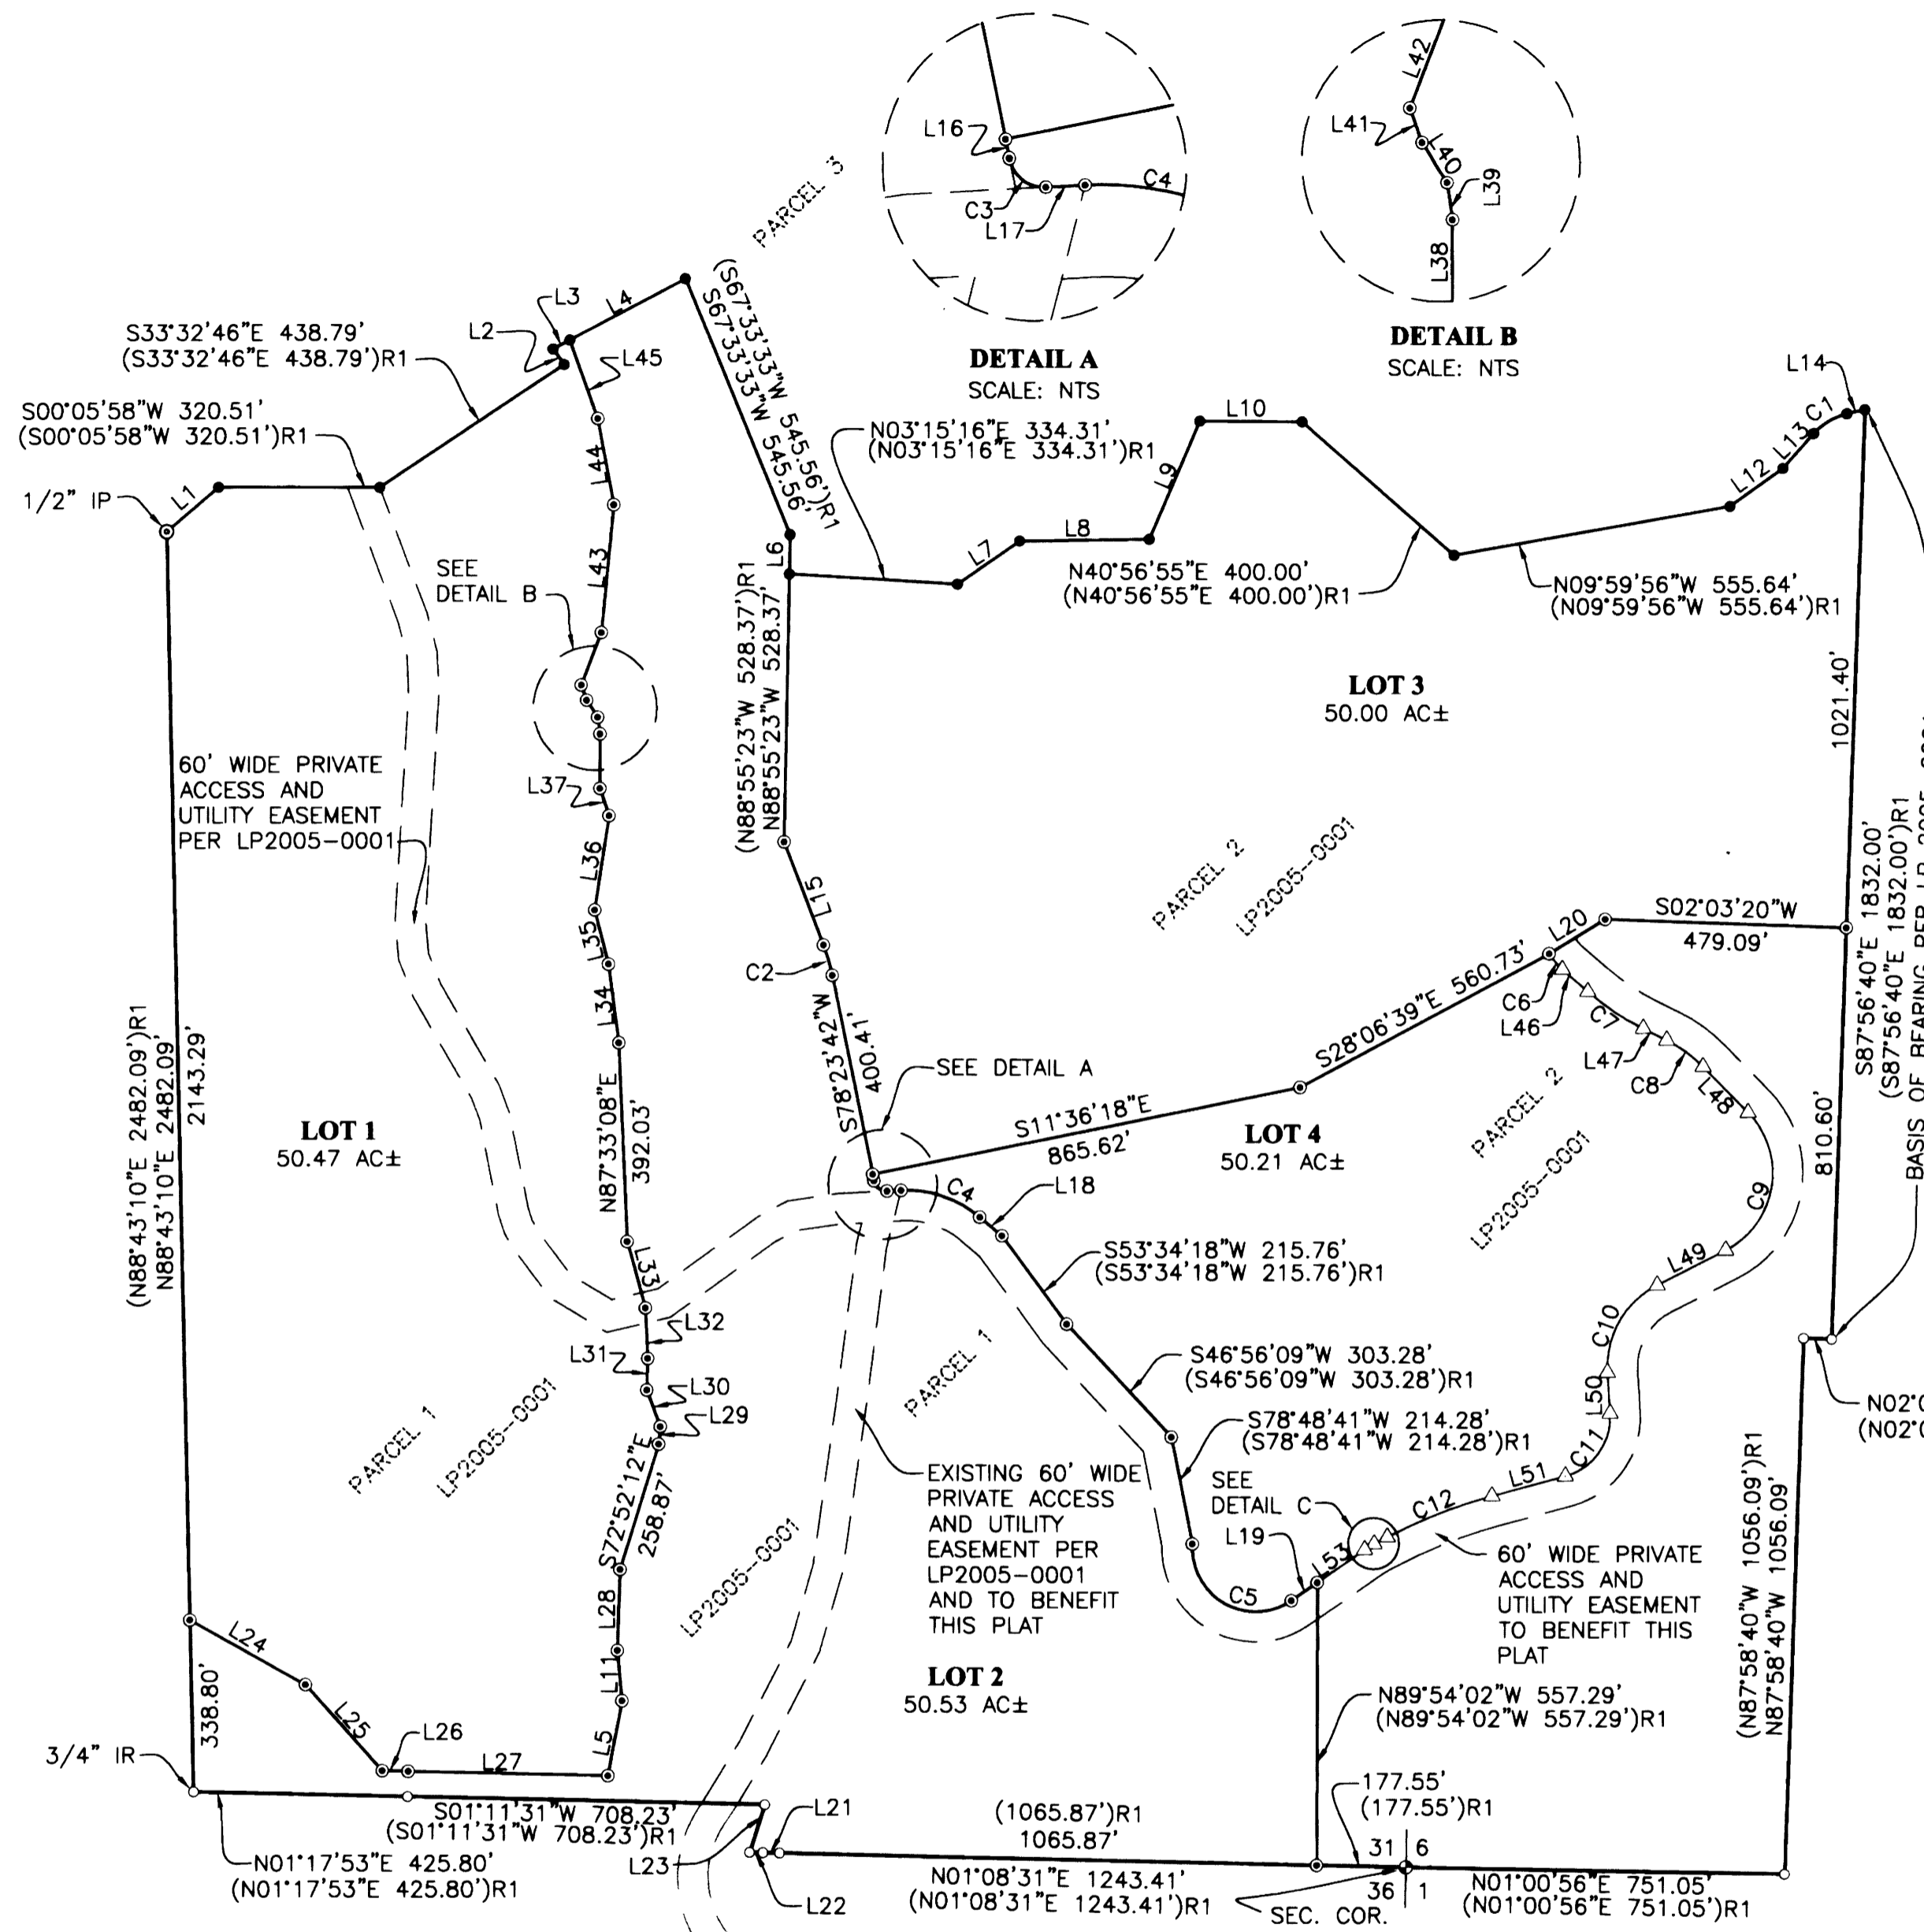 L16
C3
L17
C4
DETAIL A
SCALE: NTS
L42
L41
L40
L39
L38
DETAIL B
SCALE: NTS
PARCEL 3
L3
L4
L2
L45
S33°32'46"E 438.79'
(S33°32'46"E 438.79')R1
S00°05'58"W 320.51'
(S00°05'58"W 320.51')R1
1/2" IP
L1
(S67°33'33"W 545.56')R1
S67°33'33"W 545.56'
N03°15'16"E 334.31'
(N03°15'16"E 334.31')R1
L10
L14
C1
L13
L12
L9
L8
L7
L6
N40°56'55"E 400.00'
(N40°56'55"E 400.00')R1
N09°59'56"W 555.64'
(N09°59'56"W 555.64')R1
L44
L43
SEE
DETAIL B
(N88°55'23"W 528.37')R1
N88°55'23"W 528.37'
LOT 3
50.00 AC±
1021.40'
60' WIDE PRIVATE
ACCESS AND
UTILITY EASEMENT
PER LP2005-0001
L37
L36
L35
L34
L15
C2
S78°23'42"W
400.41'
PARCEL 2
LP2005-0001
S02°03'20"W
479.09'
L20
S87°56'40"E 1832.00'
(S87°56'40"E 1832.00')R1
BASIS OF BEARING PER LP
C6
L46
C7
L47
C8
L48
S28°06'39"E 560.73'
SEE DETAIL A
S11°36'18"E
865.62'
LOT 4
50.21 AC±
PARCEL 2
LP2005-0001
810.60'
(N88°43'10"E 2482.09')R1
N88°43'10"E 2482.09'
2143.29'
LOT 1
50.47 AC±
N87°33'08"E
392.03'
C4
L18
C9
L49
C10
L50
C11
L51
C12
S53°34'18"W 215.76'
(S53°34'18"W 215.76')R1
L33
L32
L31
L30
L29
PARCEL 1
S46°56'09"W 303.28'
(S46°56'09"W 303.28')R1
S78°48'41"W 214.28'
(S78°48'41"W 214.28')R1
PARCEL 1
LP2005-0001
S72°52'12"E
258.87'
EXISTING 60' WIDE
PRIVATE ACCESS
AND UTILITY
EASEMENT PER
LP2005-0001
AND TO BENEFIT
THIS PLAT
SEE
DETAIL C
L19
L53
C5
60' WIDE PRIVATE
ACCESS AND
UTILITY EASEMENT
TO BENEFIT THIS
PLAT
(N87°58'40"W 1056.09')R1
N87°58'40"W 1056.09'
LP2005-0001
LOT 2
50.53 AC±
L28
L11
L5
L24
L25
L26
L27
338.80'
3/4" IR
N89°54'02"W 557.29'
(N89°54'02"W 557.29')R1
177.55'
(177.55')R1
S01°11'31"W 708.23'
(S01°11'31"W 708.23')R1
L21
L23
L22
(1065.87')R1
1065.87'
N01°17'53"E 425.80'
(N01°17'53"E 425.80')R1
N01°08'31"E 1243.41'
(N01°08'31"E 1243.41')R1
31 6
36 1
SEC. COR.
N01°00'56"E 751.05'
(N01°00'56"E 751.05')R1